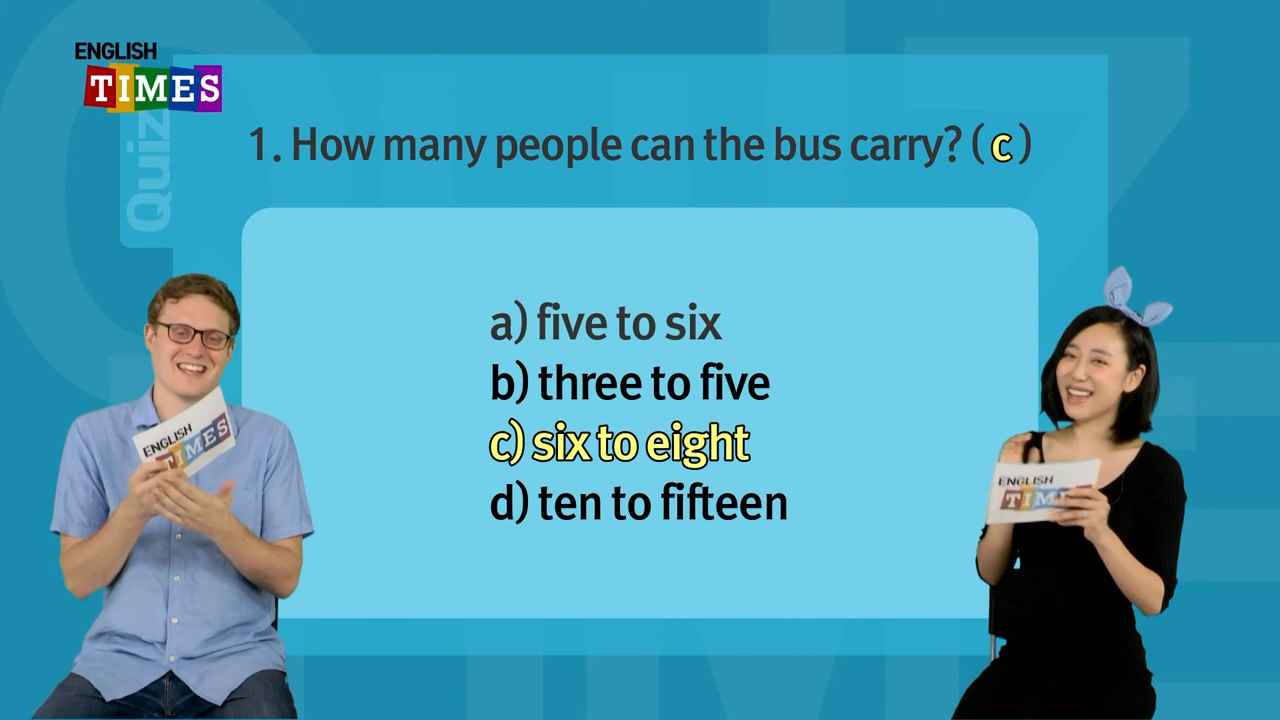 ENGLISH
TIMES
Quiz
1. How many people can the bus carry? ( c )
a) five to six
b) three to five
c) six to eight
d) ten to fifteen
ENGLISH
TIMES
ENGLISH
TIM